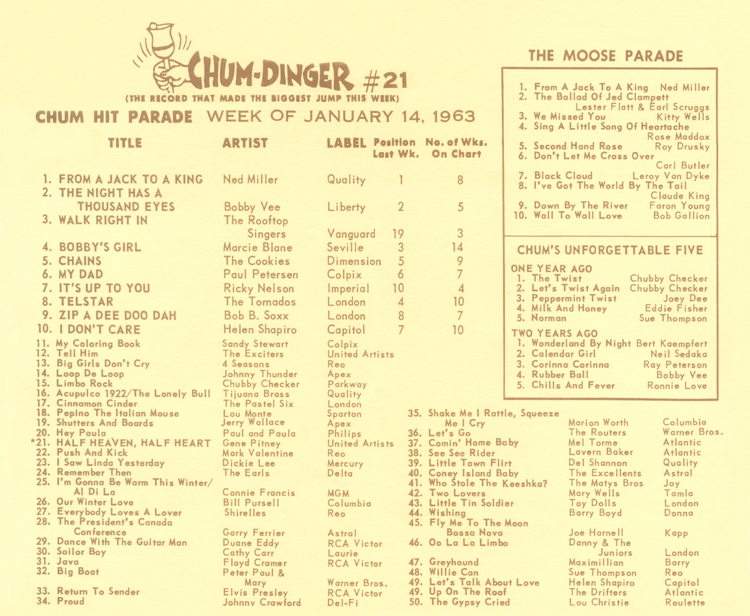 CHUM-DINGER #21
(THE RECORD THAT MADE THE BIGGEST JUMP THIS WEEK)
CHUM HIT PARADE WEEK OF JANUARY 14, 1963
TITLE ARTIST LABEL Position Last Wk. No. of Wks. On Chart
1. FROM A JACK TO A KING Ned Miller Quality 1 8
2. THE NIGHT HAS A
THOUSAND EYES Bobby Vee Liberty 2 5
3. WALK RIGHT IN The Rooftop
Singers Vanguard 19 3
4. BOBBY'S GIRL Marcie Blane Seville 3 14
5. CHAINS The Cookies Dimension 5 9
6. MY DAD Paul Petersen Colpix 6 7
7. IT'S UP TO YOU Ricky Nelson Imperial 10 4
8. TELSTAR The Tornados London 4 10
9. ZIP A DEE DOO DAH Bob B. Soxx London 8 7
10. I DON'T CARE Helen Shapiro Capitol 7 10
11. My Coloring Book Sandy Stewart Colpix
12. Tell Him The Exciters United Artists
13. Big Girls Don't Cry 4 Seasons Reo
14. Loop De Loop Johnny Thunder Apex
15. Limbo Rock Chubby Checker Parkway
16. Acupulco 1922/The Lonely Bull Tijuana Brass Quality
17. Cinnamon Cinder The Pastel Six London
18. Pepino The Italian Mouse Lou Monte Sparton
19. Shutters And Boards Jerry Wallace Apex
20. Hey Paula Paul and Paula Philips
*21. HALF HEAVEN, HALF HEART Gene Pitney United Artists
22. Push And Kick Mark Valentine Reo
23. I Saw Linda Yesterday Dickie Lee Mercury
24. Remember Then The Earls Delta
25. I'm Gonna Be Warm This Winter/
Al Di La Connie Francis MGM
26. Our Winter Love Bill Pursell Columbia
27. Everybody Loves A Lover Shirelles Reo
28. The President's Canada
Conference Garry Ferrier Astral
29. Dance With The Guitar Man Duane Eddy RCA Victor
30. Sailor Boy Cathy Carr Laurie
31. Java Floyd Cramer RCA Victor
32. Big Boat Peter Paul &
Mary Warner Bros.
33. Return To Sender Elvis Presley RCA Victor
34. Proud Johnny Crawford Del-Fi
THE MOOSE PARADE
1. From A Jack To A King Ned Miller
2. The Ballad Of Jed Clampett
Lester Flatt & Earl Scruggs
3. We Missed You Kitty Wells
4. Sing A Little Song Of Heartache
Rose Maddox
5. Second Hand Rose Roy Drusky
6. Don't Let Me Cross Over
Carl Butler
7. Black Cloud Leroy Van Dyke
8. I've Got The World By The Tail
Claude King
9. Down By The River Faron Young
10. Wall To Wall Love Bob Gallion
CHUM'S UNFORGETTABLE FIVE
ONE YEAR AGO
1. The Twist Chubby Checker
2. Let's Twist Again Chubby Checker
3. Peppermint Twist Joey Dee
4. Milk And Honey Eddie Fisher
5. Norman Sue Thompson
TWO YEARS AGO
1. Wonderland By Night Bert Kaempfert
2. Calendar Girl Neil Sedaka
3. Corinna Corinna Ray Peterson
4. Rubber Ball Bobby Vee
5. Chills And Fever Ronnie Love
35. Shake Me I Rattle, Squeeze
Me I Cry Marion Worth Columbia
36. Let's Go The Routers Warner Bros.
37. Comin' Home Baby Mel Torme Atlantic
38. See See Rider Lavern Baker Atlantic
39. Little Town Flirt Del Shannon Quality
40. Coney Island Baby The Excellents Astral
41. Who Stole The Keeshka? The Matys Bros Joy
42. Two Lovers Mary Wells Tomla
43. Little Tin Soldier Toy Dolls London
44. Wishing Barry Boyd Donna
45. Fly Me To The Moon
Bossa Nova Joe Harnell Kapp
46. Oo La La Limbo Danny & The
Juniors London
47. Greyhound Maximillian Barry
48. Willie Can Sue Thompson Reo
49. Let's Talk About Love Helen Shapiro Capitol
49. Up On The Roof The Drifters Atlantic
50. The Gypsy Cried Lou Christie Roulette